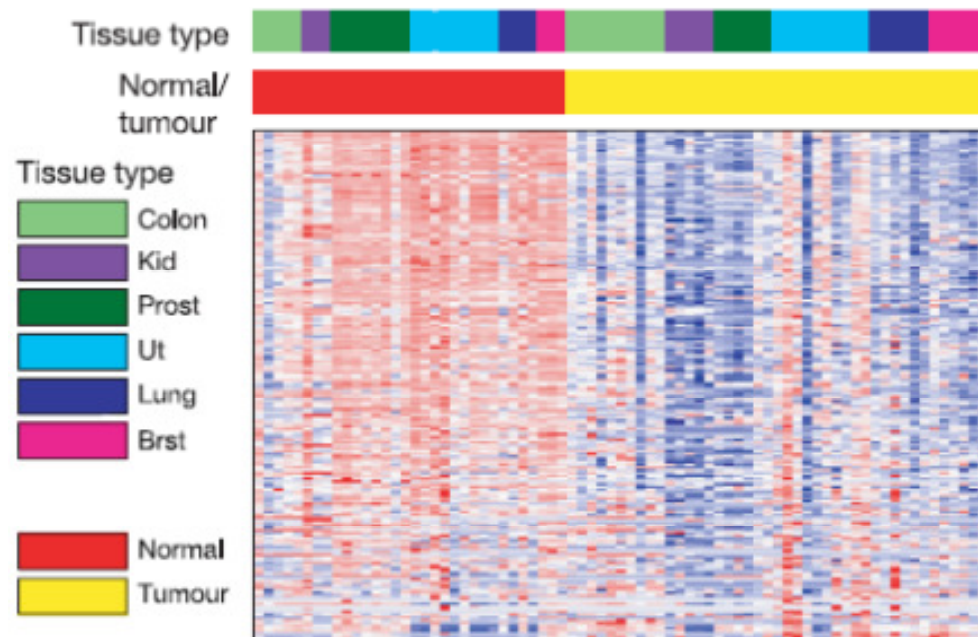 Tissue type
Normal/
tumour
Tissue type
Colon
Kid
Prost
Ut
Lung
Brst
Normal
Tumour